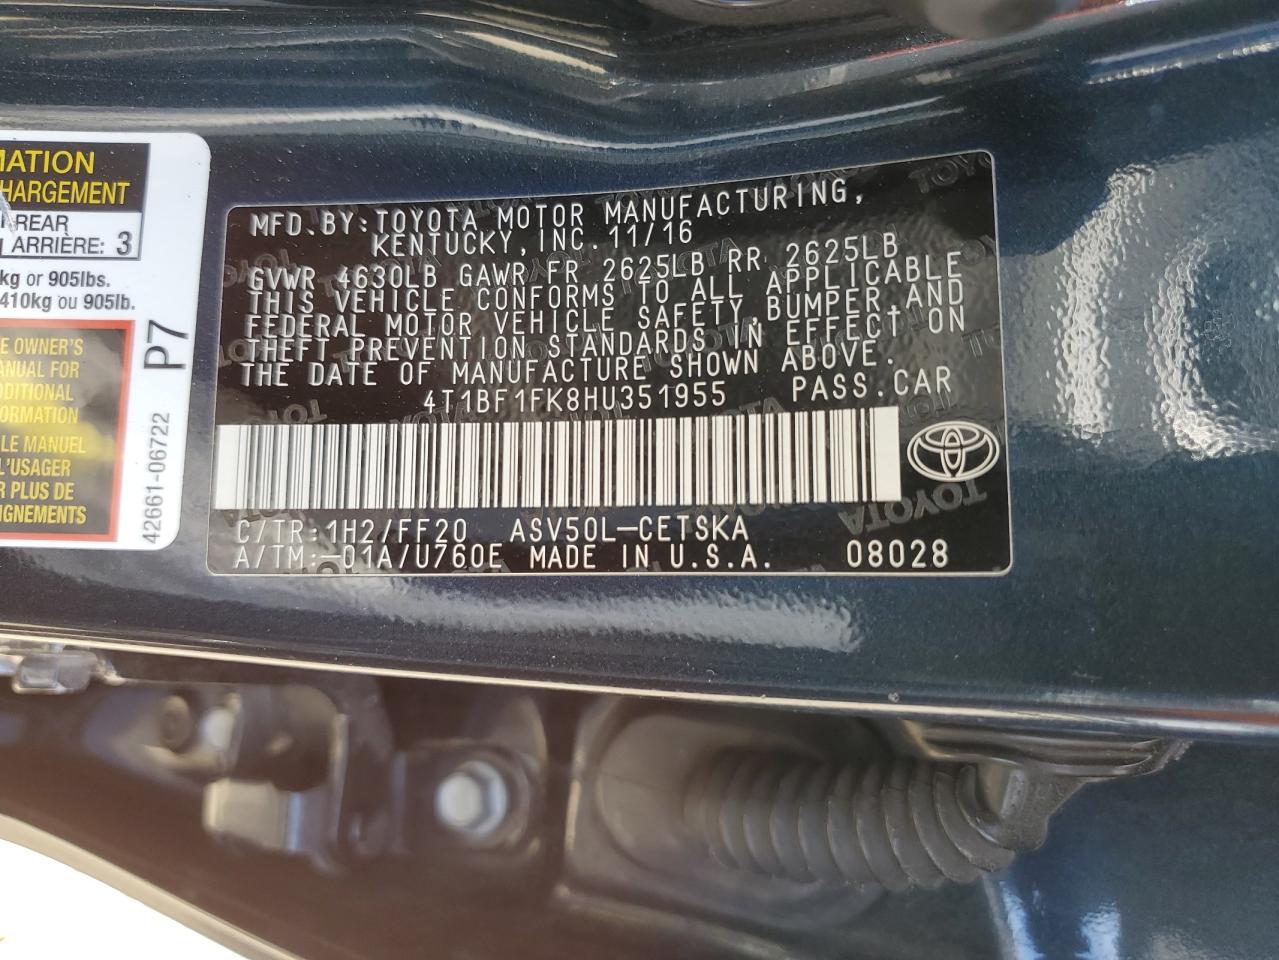 MATION
HARGEMENT
REAR
ARRIÈRE: 3
kg or 905lbs.
410kg ou 905lb.
E OWNER'S
MANUAL FOR
ADDITIONAL
FORMATION
LE MANUEL
L'USAGER
R PLUS DE
IGNEMENTS
P7
42661-06722
MFD.BY:TOYOTA MOTOR MANUFACTURING,
KENTUCKY, INC. 11/16
GVWR 4630LB GAWR FR 2625LB RR 2625LB
THIS VEHICLE CONFORMS TO ALL APPLICABLE
FEDERAL MOTOR VEHICLE SAFETY, BUMPER, AND
THEFT PREVENTION STANDARDS IN EFFECT ON
THE DATE OF MANUFACTURE SHOWN ABOVE.
4T1BF1FK8HU351955 PASS.CAR
C/TR:1H2/FF20 ASV50L-CETSKA
A/TM:-01A/U760E MADE IN U.S.A. 08028
TOYOTA